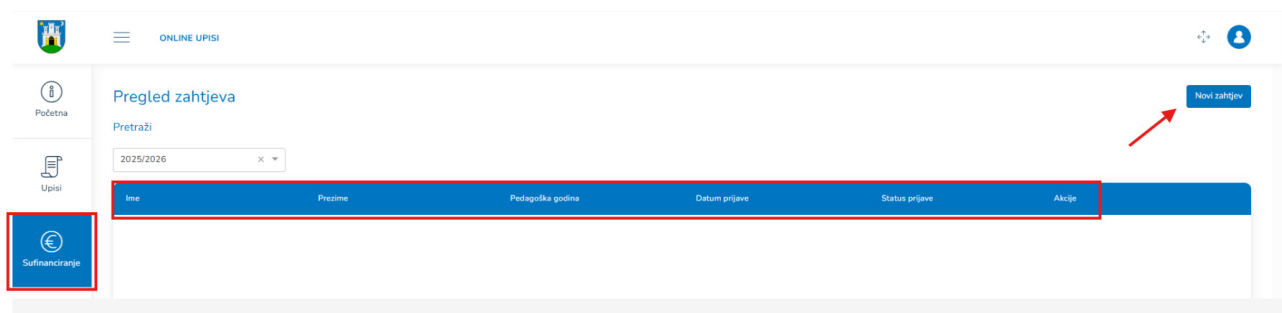 ONLINE UPISI
Početna
Upisi
Sufinanciranje
Pregled zahtjeva
Novi zahtjev
Pretraži
2025/2026
Ime Prezime Pedagoška godina Datum prijave Status prijave Akcije